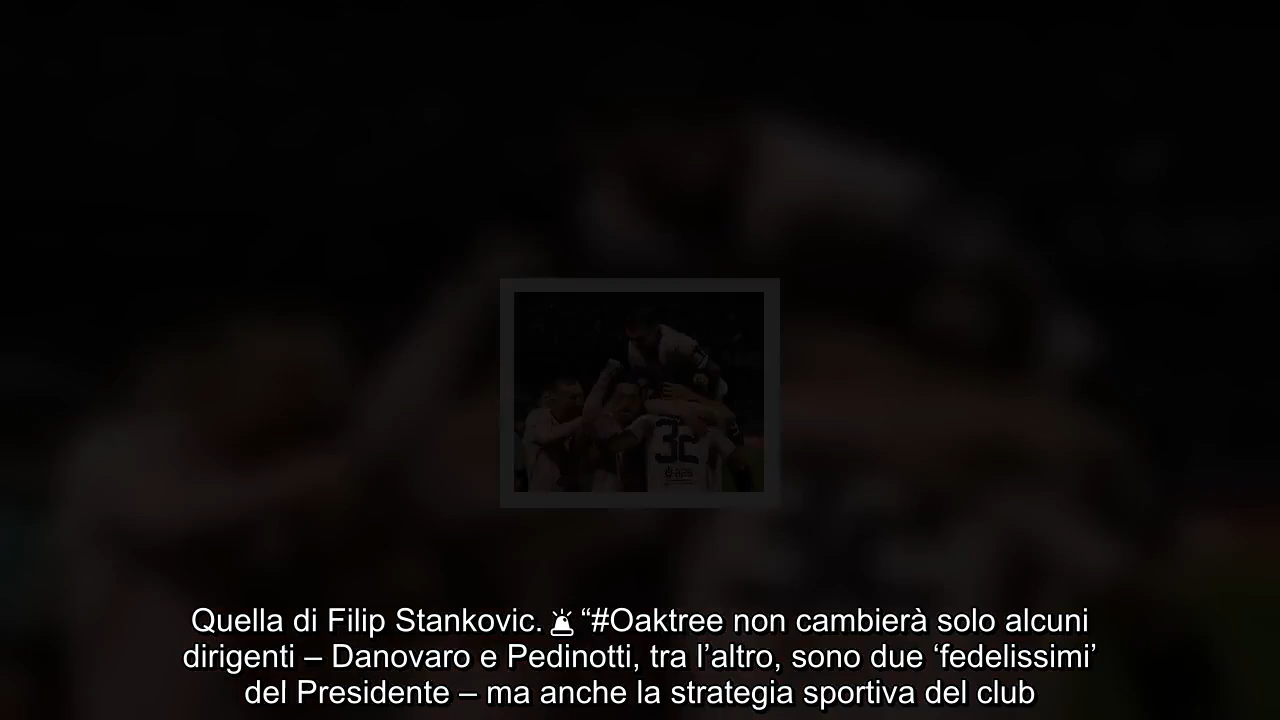 32
Quella di Filip Stankovic. 🚨 “#Oaktree non cambierà solo alcuni
dirigenti – Danovaro e Pedinotti, tra l’altro, sono due ‘fedelissimi’
del Presidente – ma anche la strategia sportiva del club